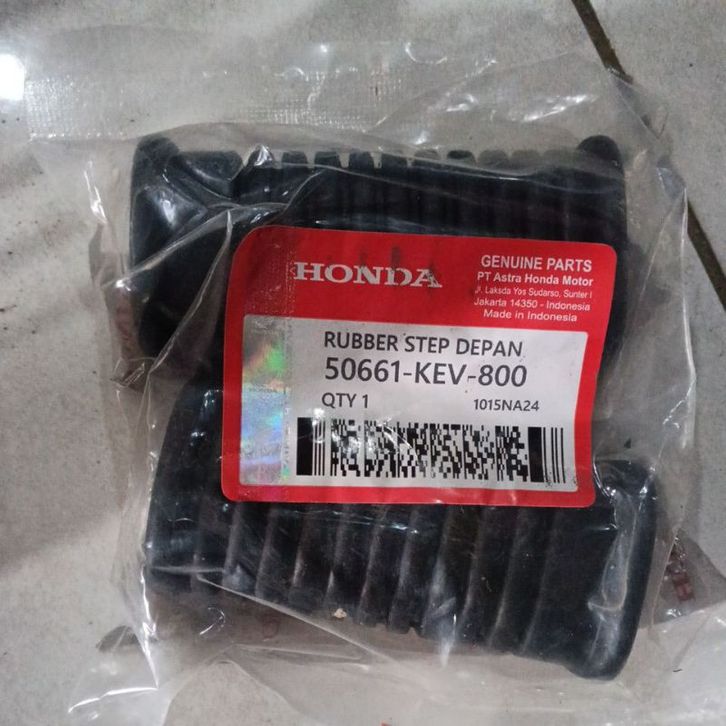 HONDA
GENUINE PARTS
PT Astra Honda Motor
Jl. Laksda Yos Sudarso, Sunter I
Jakarta 14350 - Indonesia
Made in Indonesia
RUBBER STEP DEPAN
50661-KEV-800
QTY 1
1015NA24